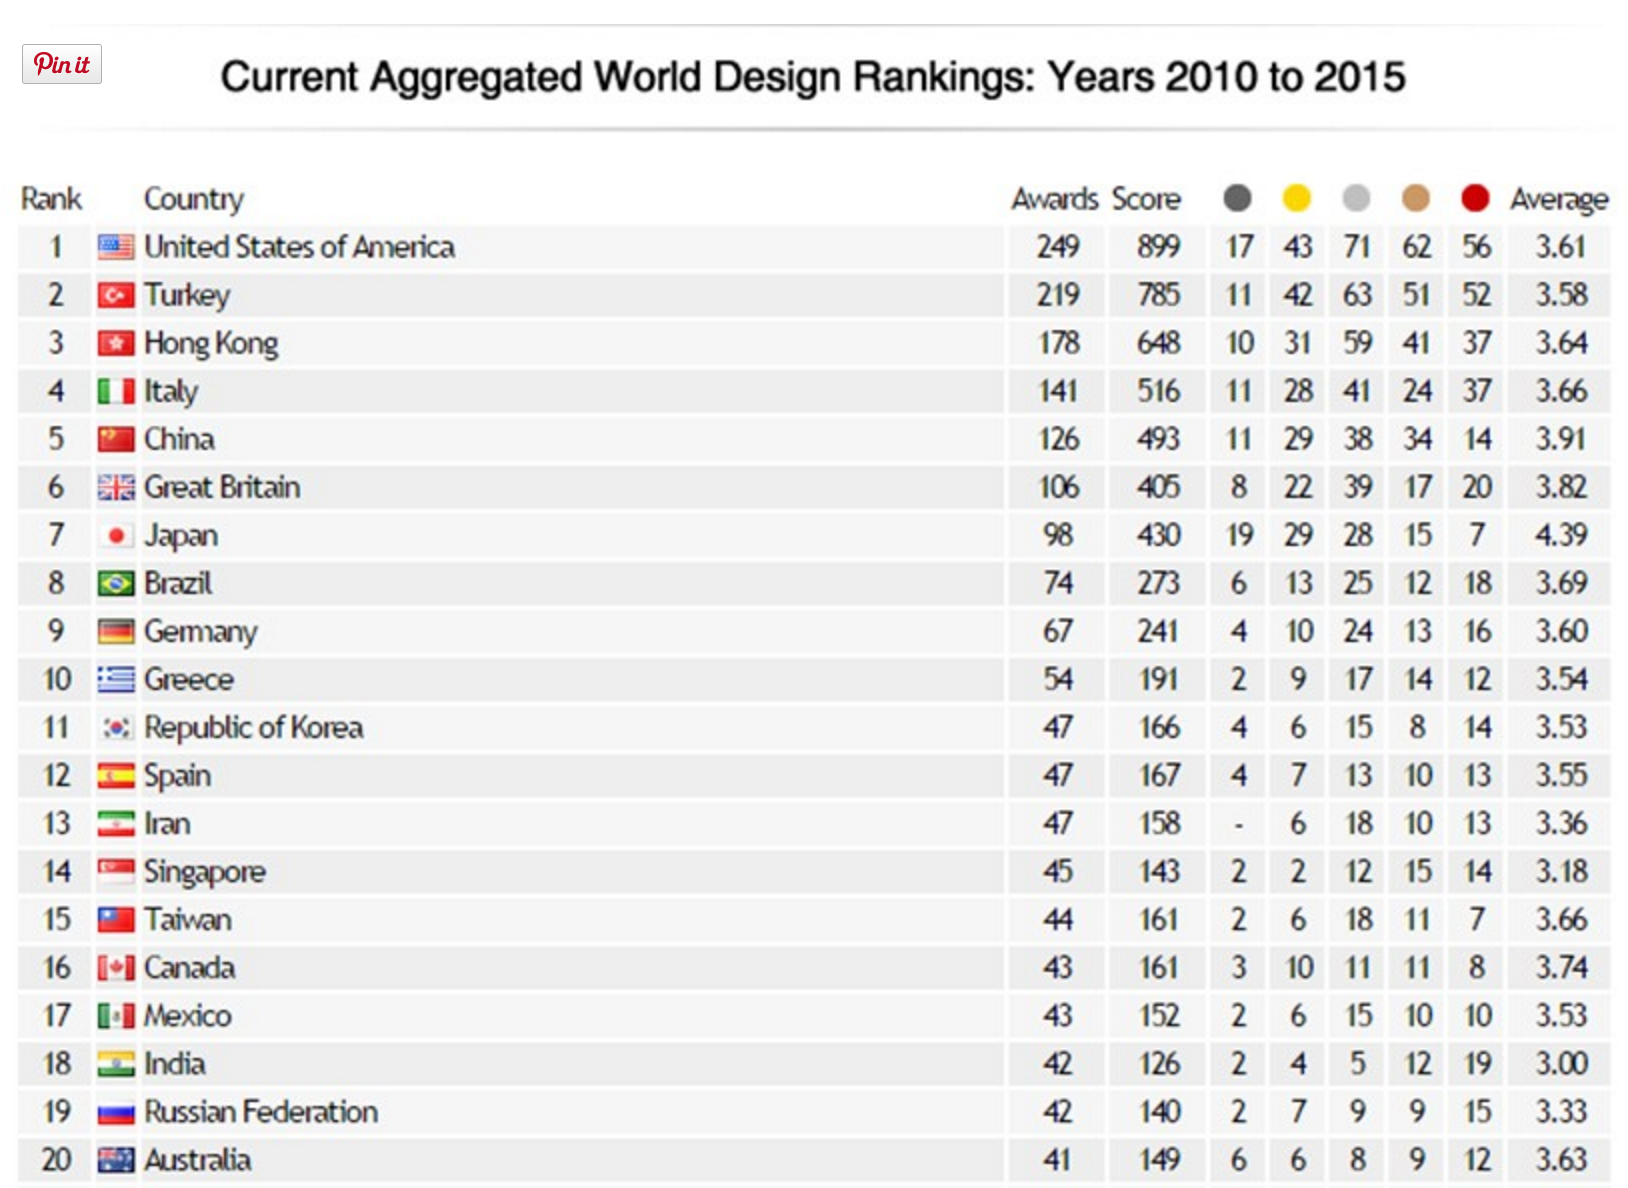 Pin it
Current Aggregated World Design Rankings: Years 2010 to 2015
Rank Country Awards Score Average
1 United States of America 249 899 17 43 71 62 56 3.61
2 Turkey 219 785 11 42 63 51 52 3.58
3 Hong Kong 178 648 10 31 59 41 37 3.64
4 Italy 141 516 11 28 41 24 37 3.66
5 China 126 493 11 29 38 34 14 3.91
6 Great Britain 106 405 8 22 39 17 20 3.82
7 Japan 98 430 19 29 28 15 7 4.39
8 Brazil 74 273 6 13 25 12 18 3.69
9 Germany 67 241 4 10 24 13 16 3.60
10 Greece 54 191 2 9 17 14 12 3.54
11 Republic of Korea 47 166 4 6 15 8 14 3.53
12 Spain 47 167 4 7 13 10 13 3.55
13 Iran 47 158 - 6 18 10 13 3.36
14 Singapore 45 143 2 2 12 15 14 3.18
15 Taiwan 44 161 2 6 18 11 7 3.66
16 Canada 43 161 3 10 11 11 8 3.74
17 Mexico 43 152 2 6 15 10 10 3.53
18 India 42 126 2 4 5 12 19 3.00
19 Russian Federation 42 140 2 7 9 9 15 3.33
20 Australia 41 149 6 6 8 9 12 3.63